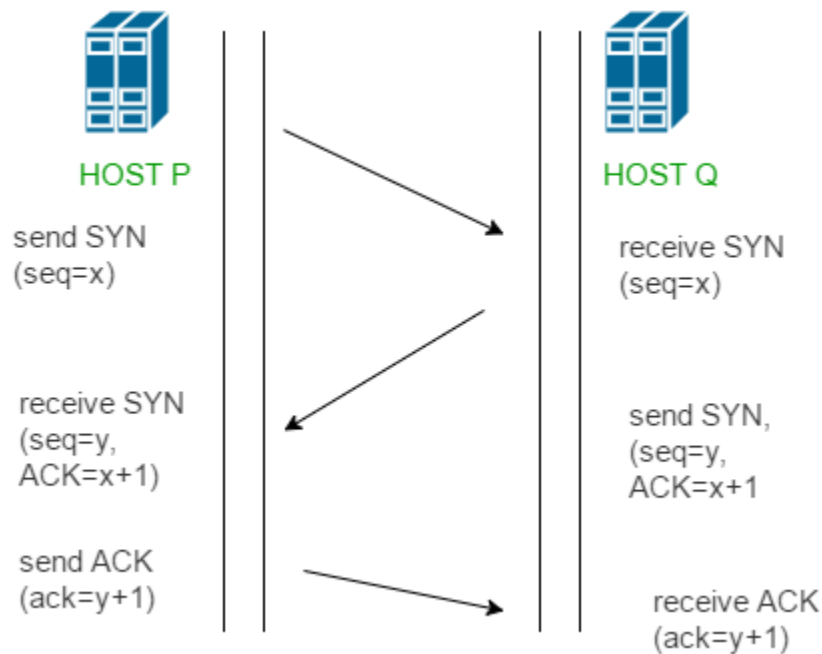 HOST P
HOST Q
send SYN
(seq=x)
receive SYN
(seq=x)
receive SYN
(seq=y,
ACK=x+1)
send SYN,
(seq=y,
ACK=x+1
send ACK
(ack=y+1)
receive ACK
(ack=y+1)